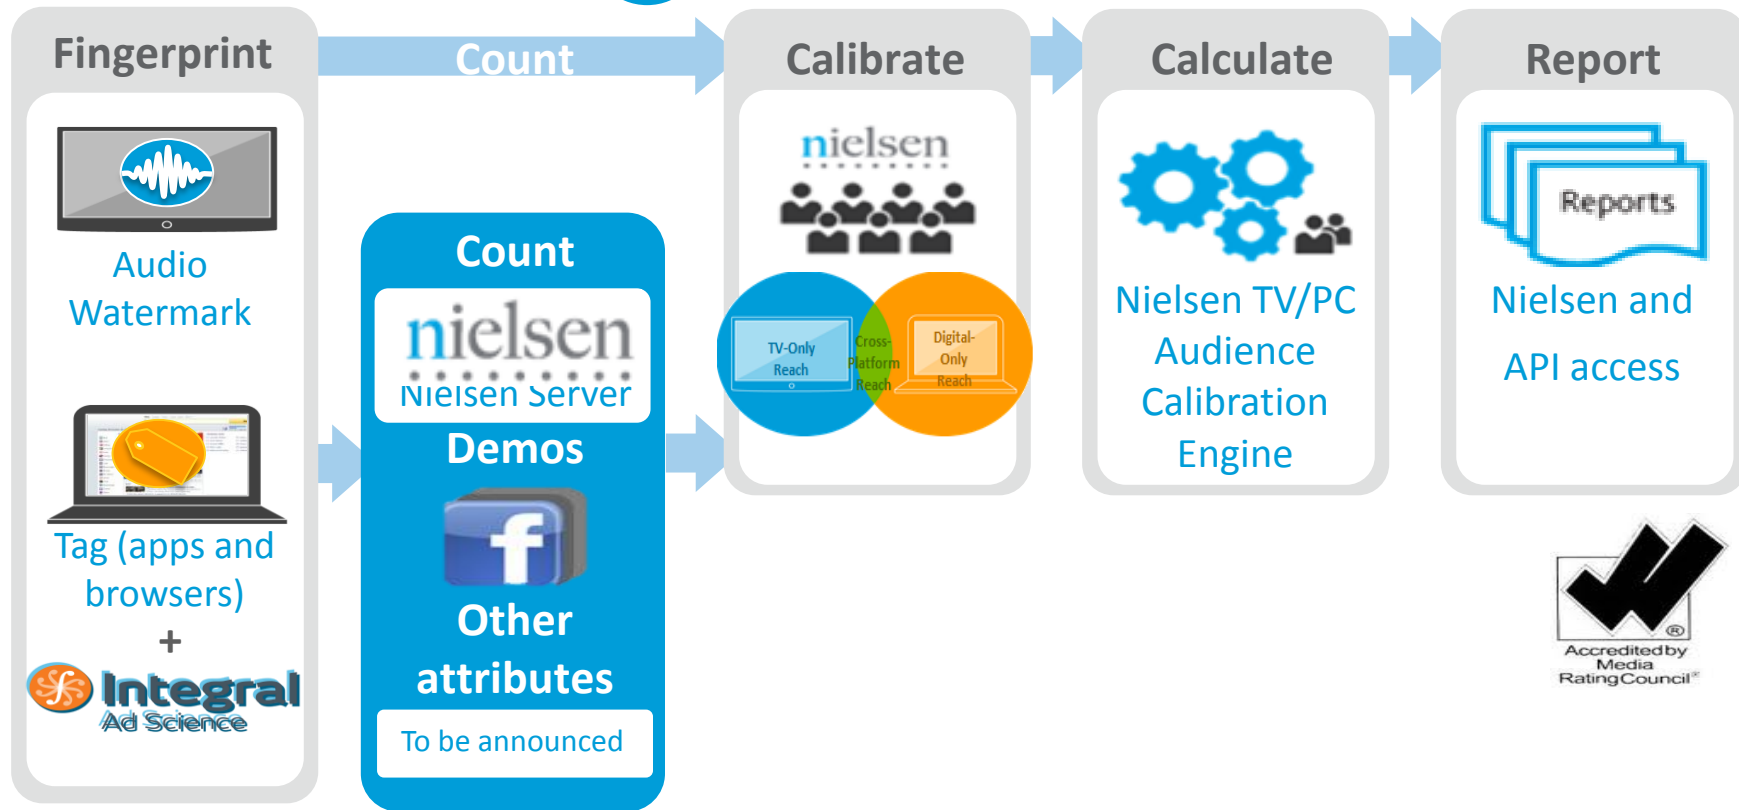 Fingerprint
Audio
Watermark
Tag (apps and
browsers)
+
Integral
Ad Science
Count
Count
nielsen
Nielsen Server
Demos
f
Other
attributes
To be announced
Calibrate
nielsen
TV-Only
Reach
Cross-
Platform
Reach
Digital-
Only
Reach
Calculate
Nielsen TV/PC
Audience
Calibration
Engine
Report
Reports
Nielsen and
API access
®
Accredited by
Media
Rating Council®